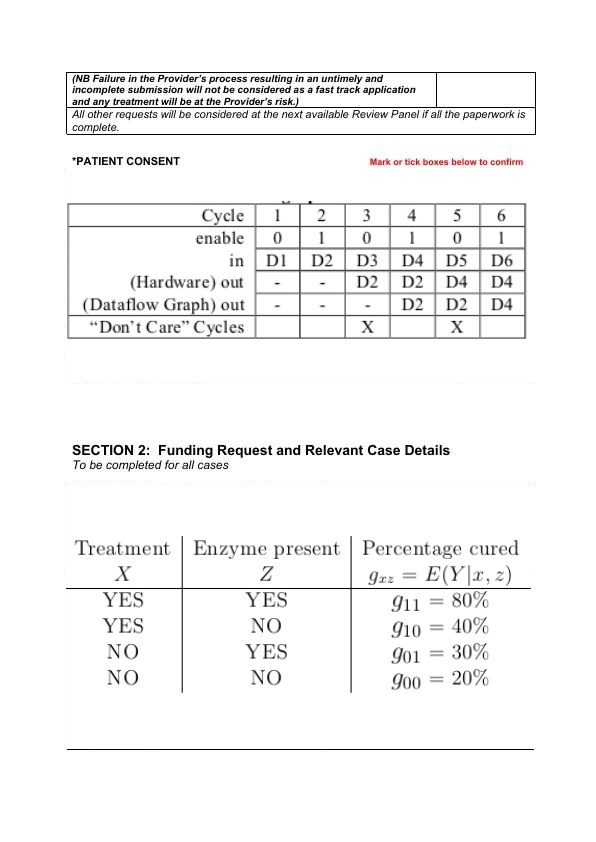 (NB Failure in the Provider's process resulting in an untimely and
incomplete submission will not be considered as a fast track application
and any treatment will be at the Provider's risk.)
All other requests will be considered at the next available Review Panel if all the paperwork is
complete.
*PATIENT CONSENT Mark or tick boxes below to confirm
Cycle 1 2 3 4 5 6
enable 0 1 0 1 0 1
in D1 D2 D3 D4 D5 D6
(Hardware) out - - D2 D2 D4 D4
(Dataflow Graph) out - - - D2 D2 D4
“Don't Care” Cycles X X
SECTION 2: Funding Request and Relevant Case Details
To be completed for all cases
Treatment Enzyme present Percentage cured
X Z g_{xz} = E(Y|x, z)
YES YES g_{11} = 80%
YES NO g_{10} = 40%
NO YES g_{01} = 30%
NO NO g_{00} = 20%